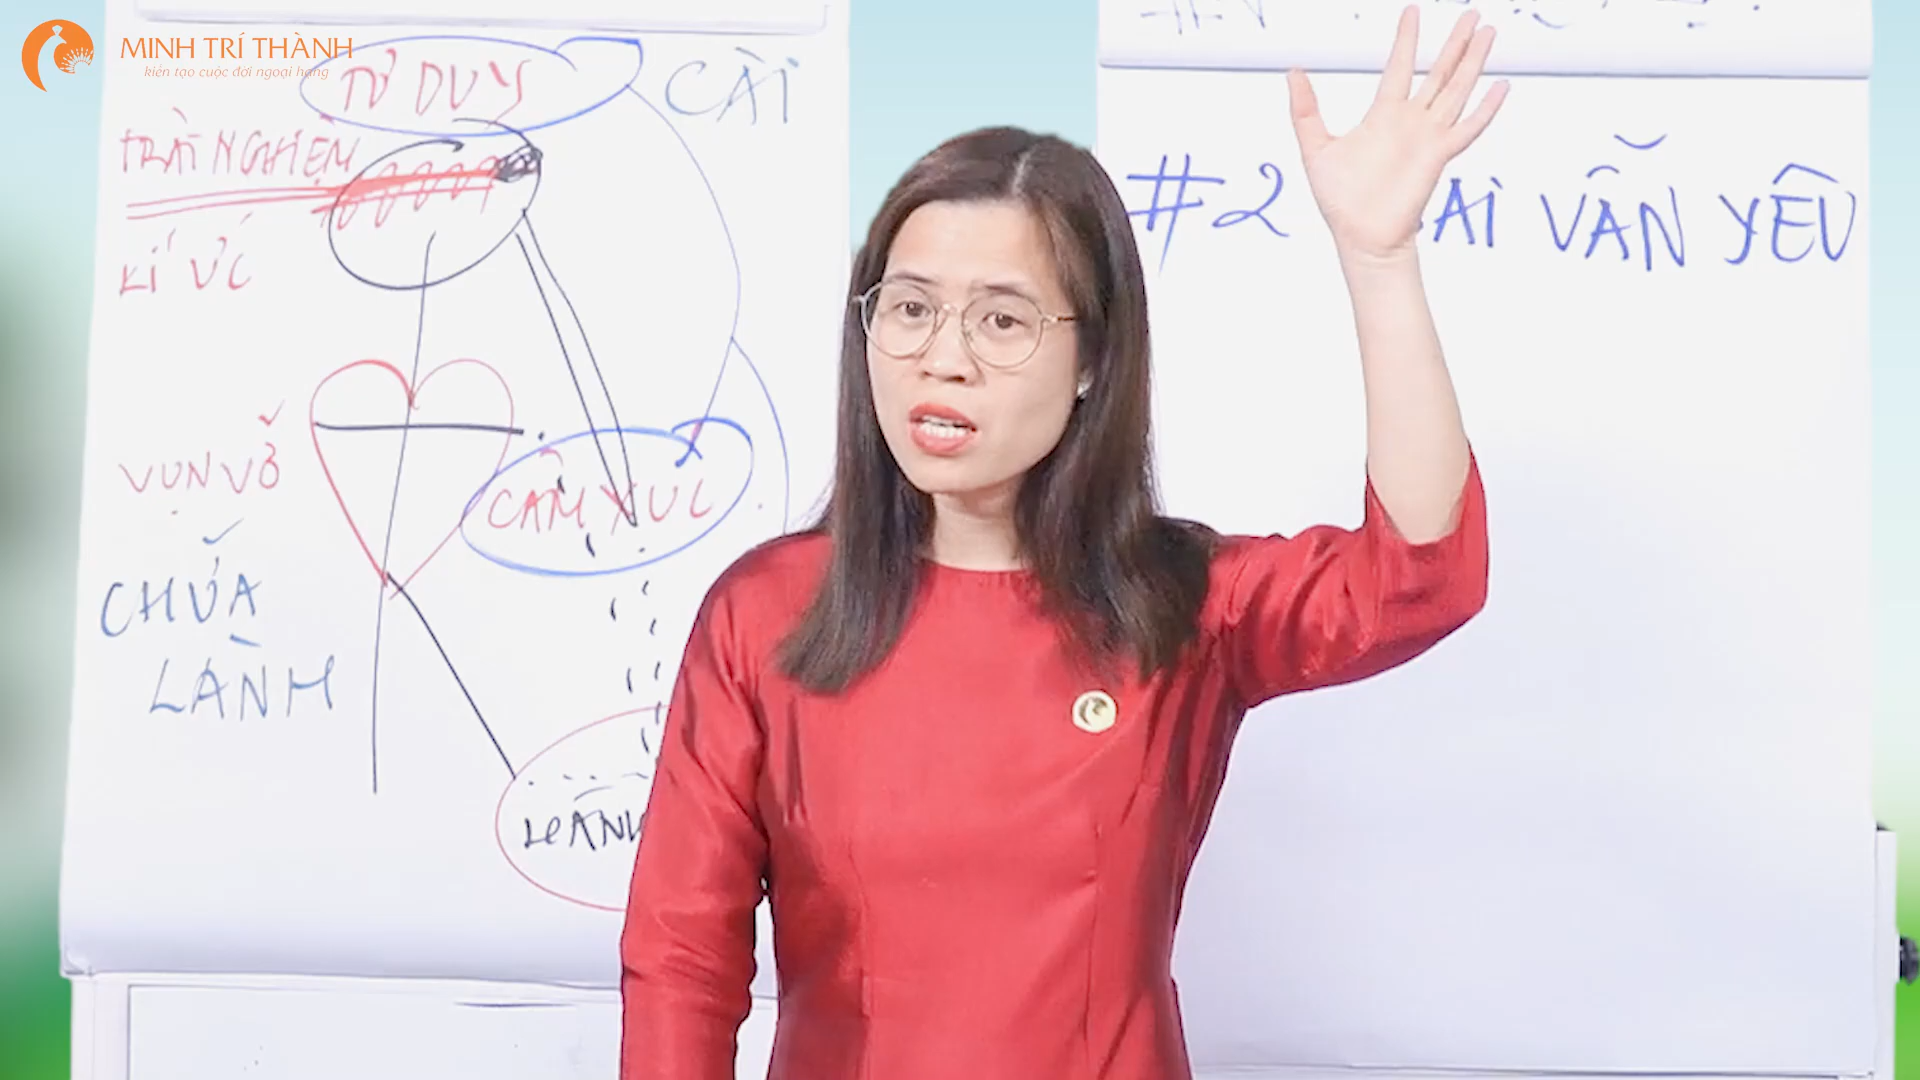 MINH TRÍ THÀNH
kiến tạo cuộc đời ngoại hạng
TƯ DUY
CÀI
TRẢI NGHIỆM
KÍ ỨC
VỤN VỠ
CẢM XÚC
CHỮA
LÀNH
#2
VẪN YÊU